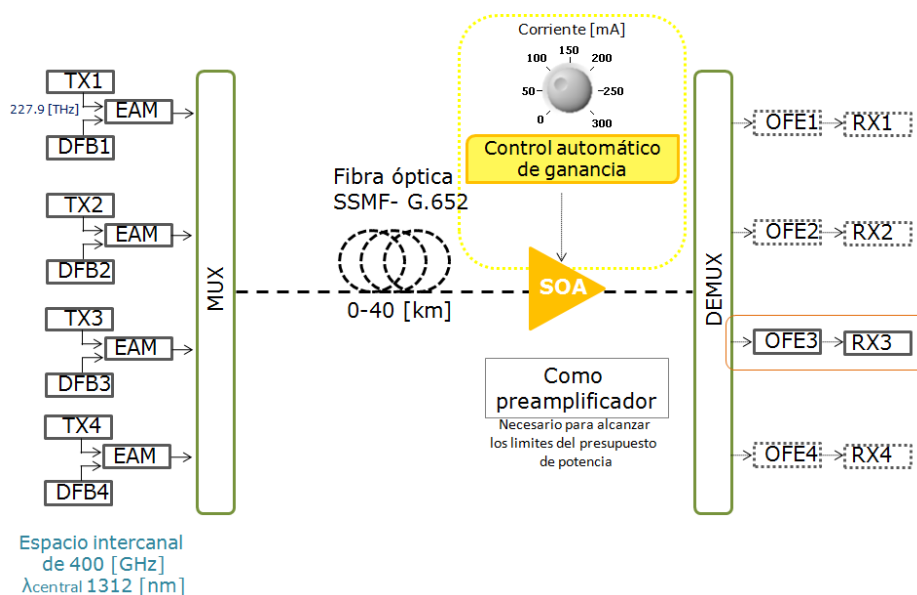 Corriente [mA]
150
100
200
50
250
0
300
Control automático
de ganancia
TX1
227.9 [THz]
EAM
DFB1
TX2
EAM
DFB2
TX3
EAM
DFB3
TX4
EAM
DFB4
MUX
Fibra óptica
SSMF- G.652
0-40 [km]
SOA
Como
preamplificador
Necesario para alcanzar
los limites del presupuesto
de potencia
DEMUX
OFE1
RX1
OFE2
RX2
OFE3
RX3
OFE4
RX4
Espacio intercanal
de 400 [GHz]
λcentral 1312 [nm]